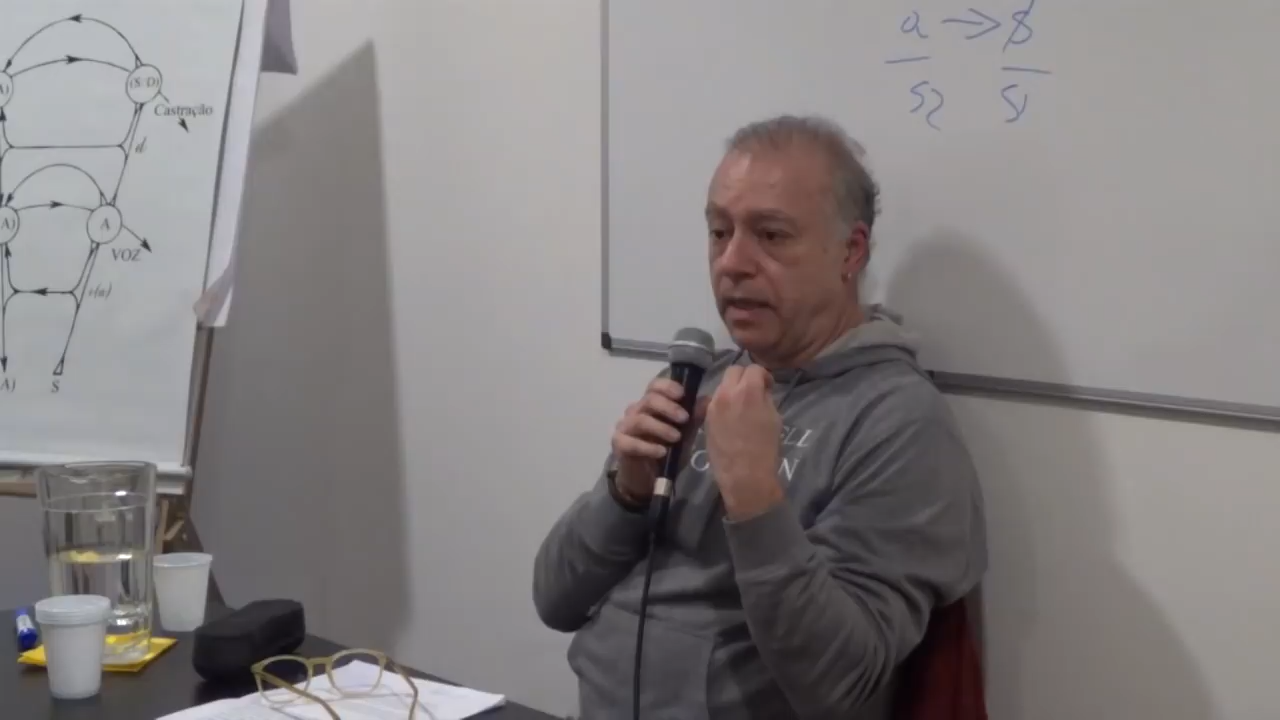 (S◊D)
Castração
d
A)
A
VOZ
i(a)
A)
S
a → $
S2 S1